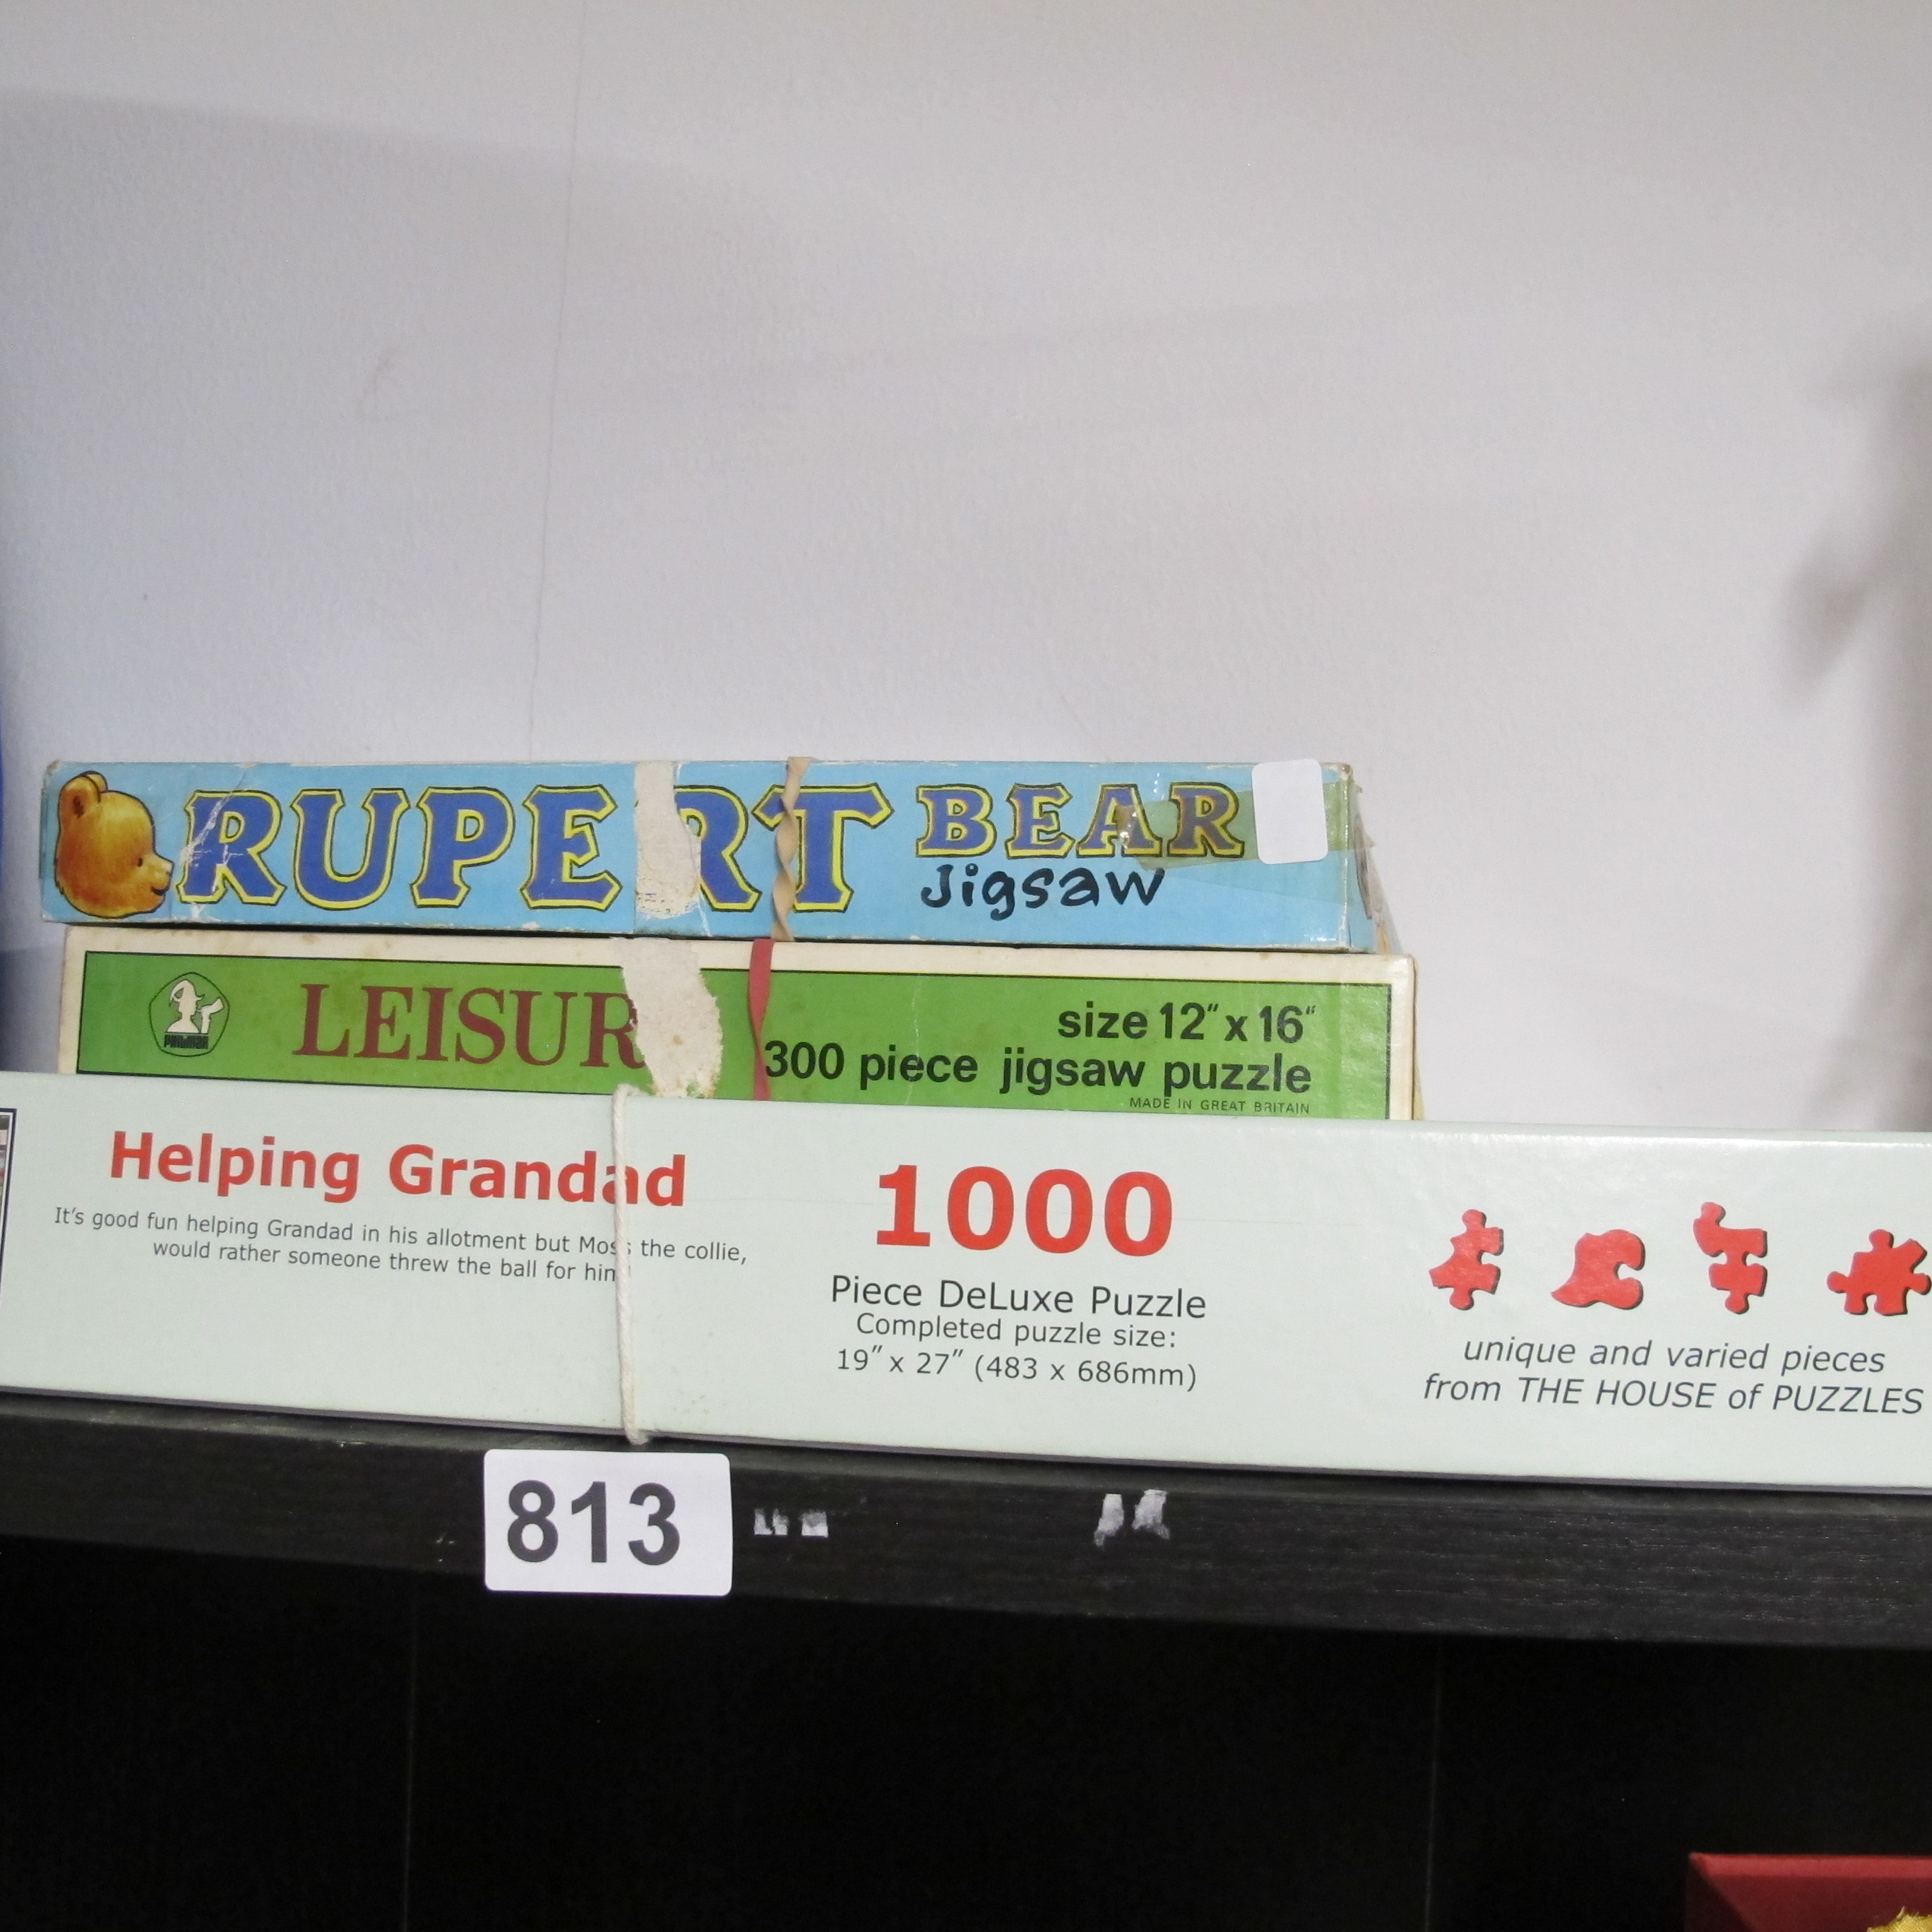 RUPERT BEAR
Jigsaw
LEISUR
size 12" x 16"
300 piece jigsaw puzzle
MADE IN GREAT BRITAIN
Helping Grandad
It's good fun helping Grandad in his allotment but Moss the collie,
would rather someone threw the ball for him
1000
Piece DeLuxe Puzzle
Completed puzzle size:
19" x 27" (483 x 686mm)
unique and varied pieces
from THE HOUSE of PUZZLES
813